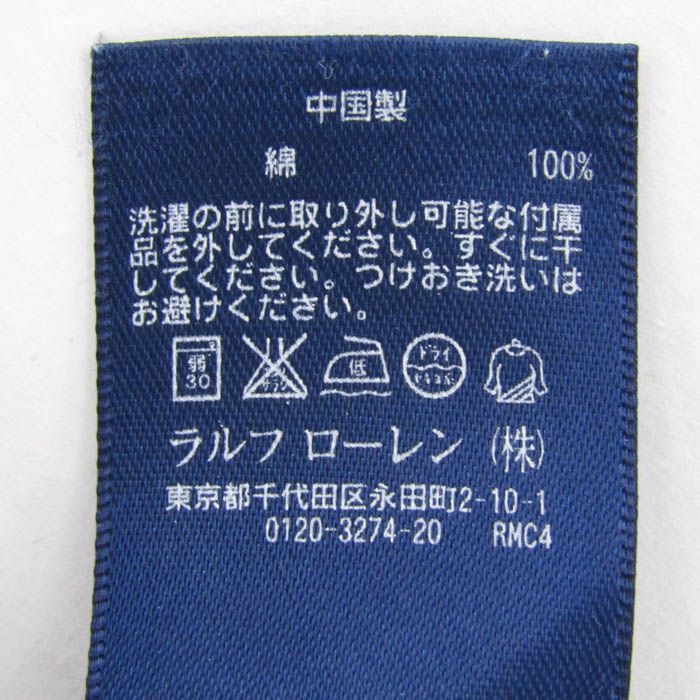 中国製
綿 100%
洗濯の前に取り外し可能な付属
品を外してください。すぐに干
してください。つけおき洗いは
お避けください。
弱 30 低 ドライ セキユ系
ラルフ ローレン (株)
東京都千代田区永田町2-10-1
0120-3274-20 RMC4